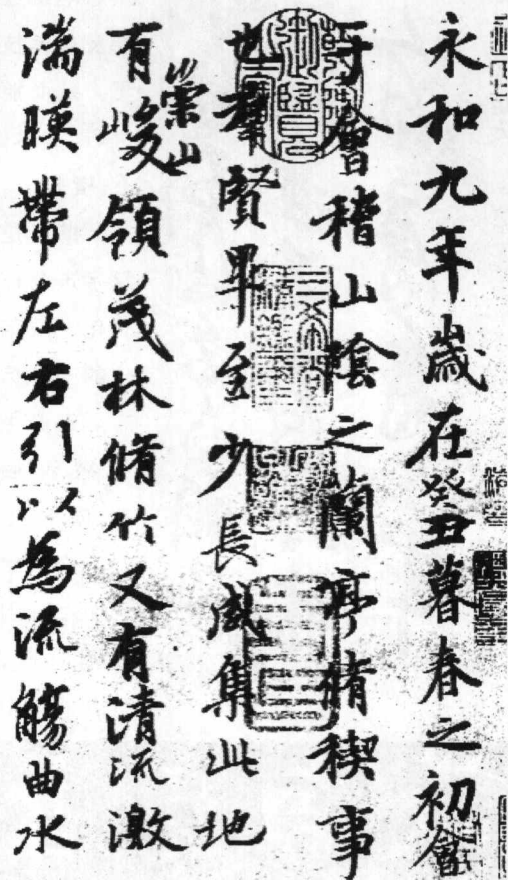 永和九年歲在癸丑暮春之初會
于會稽山陰之蘭亭脩稧事
也羣賢畢至少長咸集此地
有崇山峻領茂林脩竹又有清流激
湍暎帶左右引以為流觴曲水